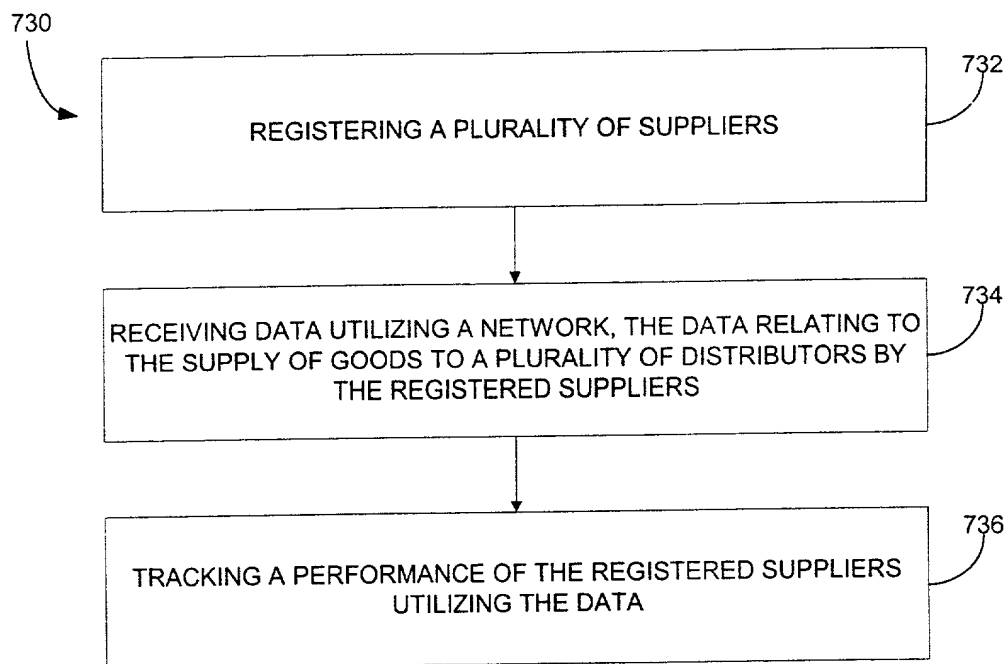 730
732
REGISTERING A PLURALITY OF SUPPLIERS
734
RECEIVING DATA UTILIZING A NETWORK, THE DATA RELATING TO
THE SUPPLY OF GOODS TO A PLURALITY OF DISTRIBUTORS BY
THE REGISTERED SUPPLIERS
736
TRACKING A PERFORMANCE OF THE REGISTERED SUPPLIERS
UTILIZING THE DATA